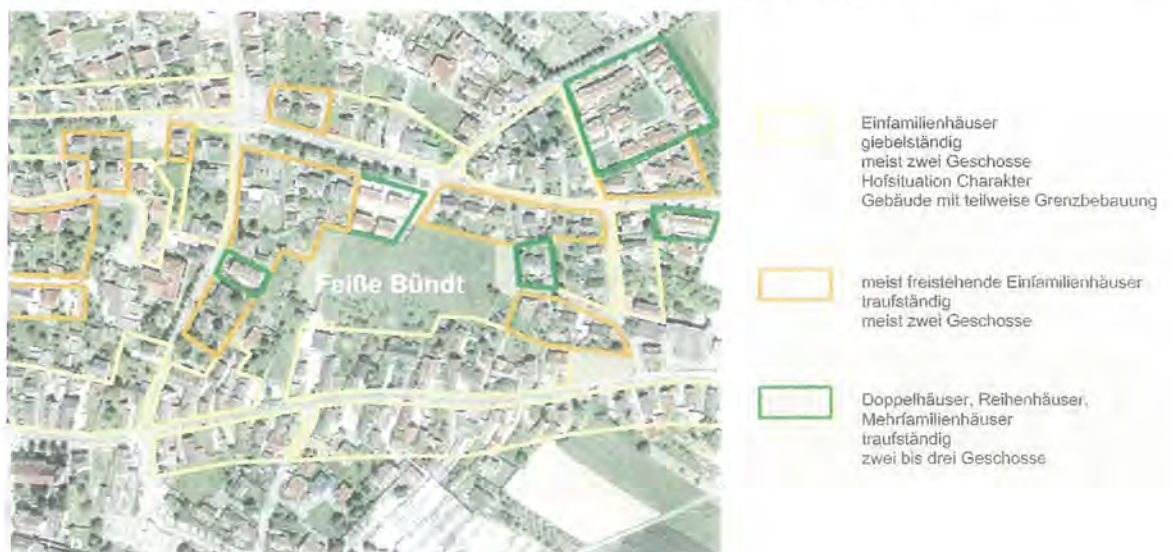 Feiße Bündt
Einfamilienhäuser
giebelständig
meist zwei Geschosse
Hofsituation Charakter
Gebäude mit teilweise Grenzbebauung
meist freistehende Einfamilienhäuser
traufständig
meist zwei Geschosse
Doppelhäuser, Reihenhäuser,
Mehrfamilienhäuser
traufständig
zwei bis drei Geschosse